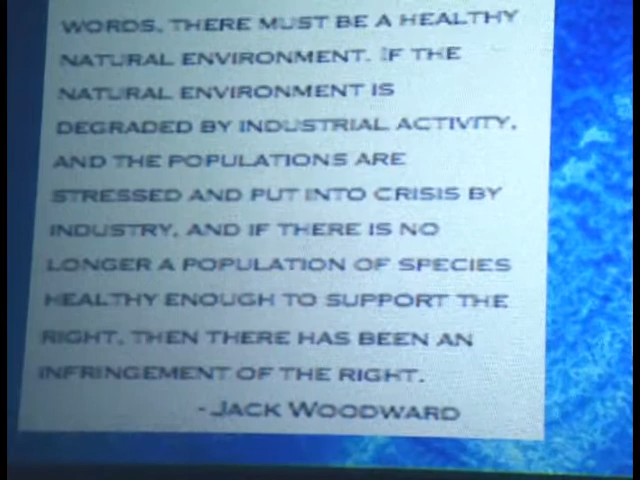 WORDS, THERE MUST BE A HEALTHY
NATURAL ENVIRONMENT. IF THE
NATURAL ENVIRONMENT IS
DEGRADED BY INDUSTRIAL ACTIVITY,
AND THE POPULATIONS ARE
STRESSED AND PUT INTO CRISIS BY
INDUSTRY, AND IF THERE IS NO
LONGER A POPULATION OF SPECIES
HEALTHY ENOUGH TO SUPPORT THE
RIGHT, THEN THERE HAS BEEN AN
INFRINGEMENT OF THE RIGHT.
- JACK WOODWARD